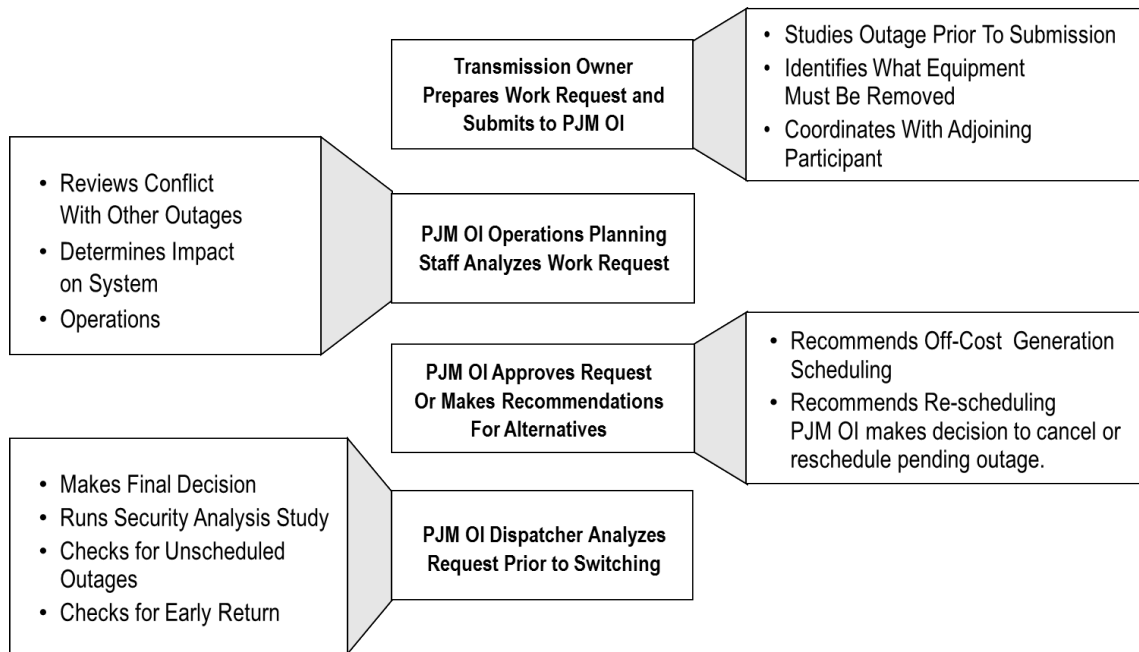 Transmission Owner
Prepares Work Request and
Submits to PJM OI
• Studies Outage Prior To Submission
• Identifies What Equipment
Must Be Removed
• Coordinates With Adjoining
Participant
• Reviews Conflict
With Other Outages
• Determines Impact
on System
• Operations
PJM OI Operations Planning
Staff Analyzes Work Request
PJM OI Approves Request
Or Makes Recommendations
For Alternatives
• Recommends Off-Cost Generation
Scheduling
• Recommends Re-scheduling
PJM OI makes decision to cancel or
reschedule pending outage.
• Makes Final Decision
• Runs Security Analysis Study
• Checks for Unscheduled
Outages
• Checks for Early Return
PJM OI Dispatcher Analyzes
Request Prior to Switching